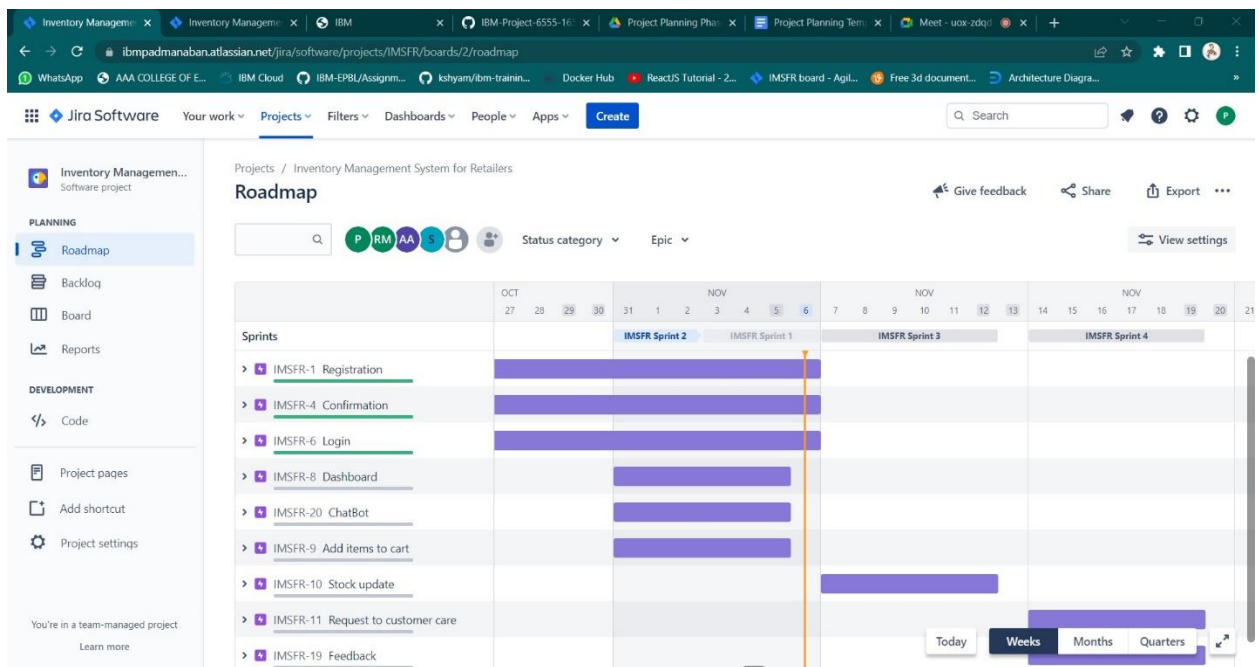 Inventory Manageme
Inventory Manageme
IBM
IBM-Project-6555-16
Project Planning Phas
Project Planning Tem
Meet - uox-zdqd
ibmpadmanaban.atlassian.net/jira/software/projects/IMSFR/boards/2/roadmap
WhatsApp
AAA COLLEGE OF E...
IBM Cloud
IBM-EPBL/Assignm...
kshyam/ibm-trainin...
Docker Hub
ReactJS Tutorial - 2...
IMSFR board - Agil...
Free 3d document...
Architecture Diagra...
»
Jira Software
Your work
Projects
Filters
Dashboards
People
Apps
Create
Search
P
Inventory Managemen...
Software project
PLANNING
Roadmap
Backlog
Board
Reports
DEVELOPMENT
Code
Project pages
Add shortcut
Project settings
You're in a team-managed project
Learn more
Projects / Inventory Management System for Retailers
Roadmap
Give feedback
Share
Export
P RM AA S
Status category
Epic
View settings
OCT NOV NOV NOV
27 28 29 30 31 1 2 3 4 5 6 7 8 9 10 11 12 13 14 15 16 17 18 19 20 21
Sprints
IMSFR Sprint 2
IMSFR Sprint 1
IMSFR Sprint 3
IMSFR Sprint 4
IMSFR-1 Registration
IMSFR-4 Confirmation
IMSFR-6 Login
IMSFR-8 Dashboard
IMSFR-20 ChatBot
IMSFR-9 Add items to cart
IMSFR-10 Stock update
IMSFR-11 Request to customer care
IMSFR-19 Feedback
Today
Weeks
Months
Quarters